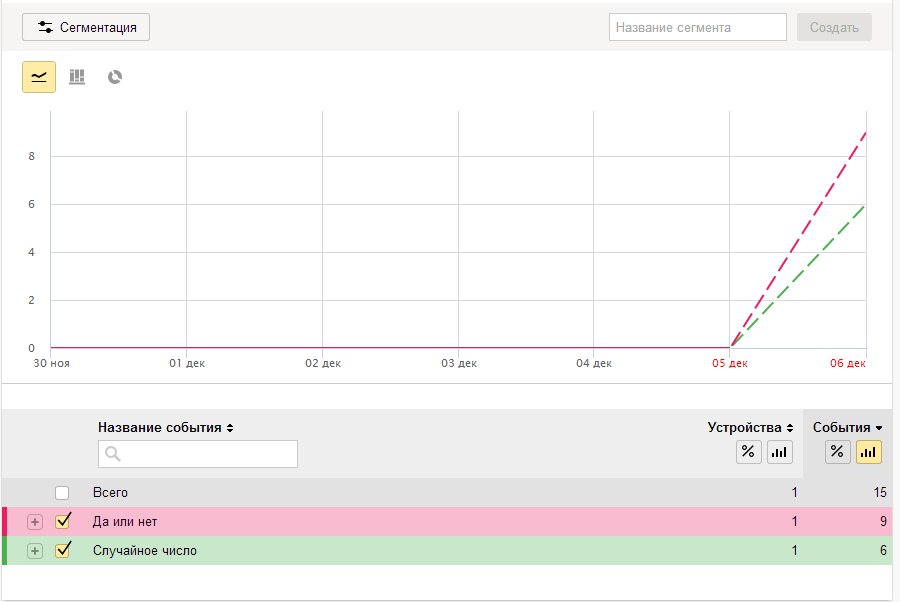 Сегментация Название сегмента Создать
8
6
4
2
0
30 ноя 01 дек 02 дек 03 дек 04 дек 05 дек 06 дек
Название события Устройства События
% %
Всего 1 15
Да или нет 1 9
Случайное число 1 6